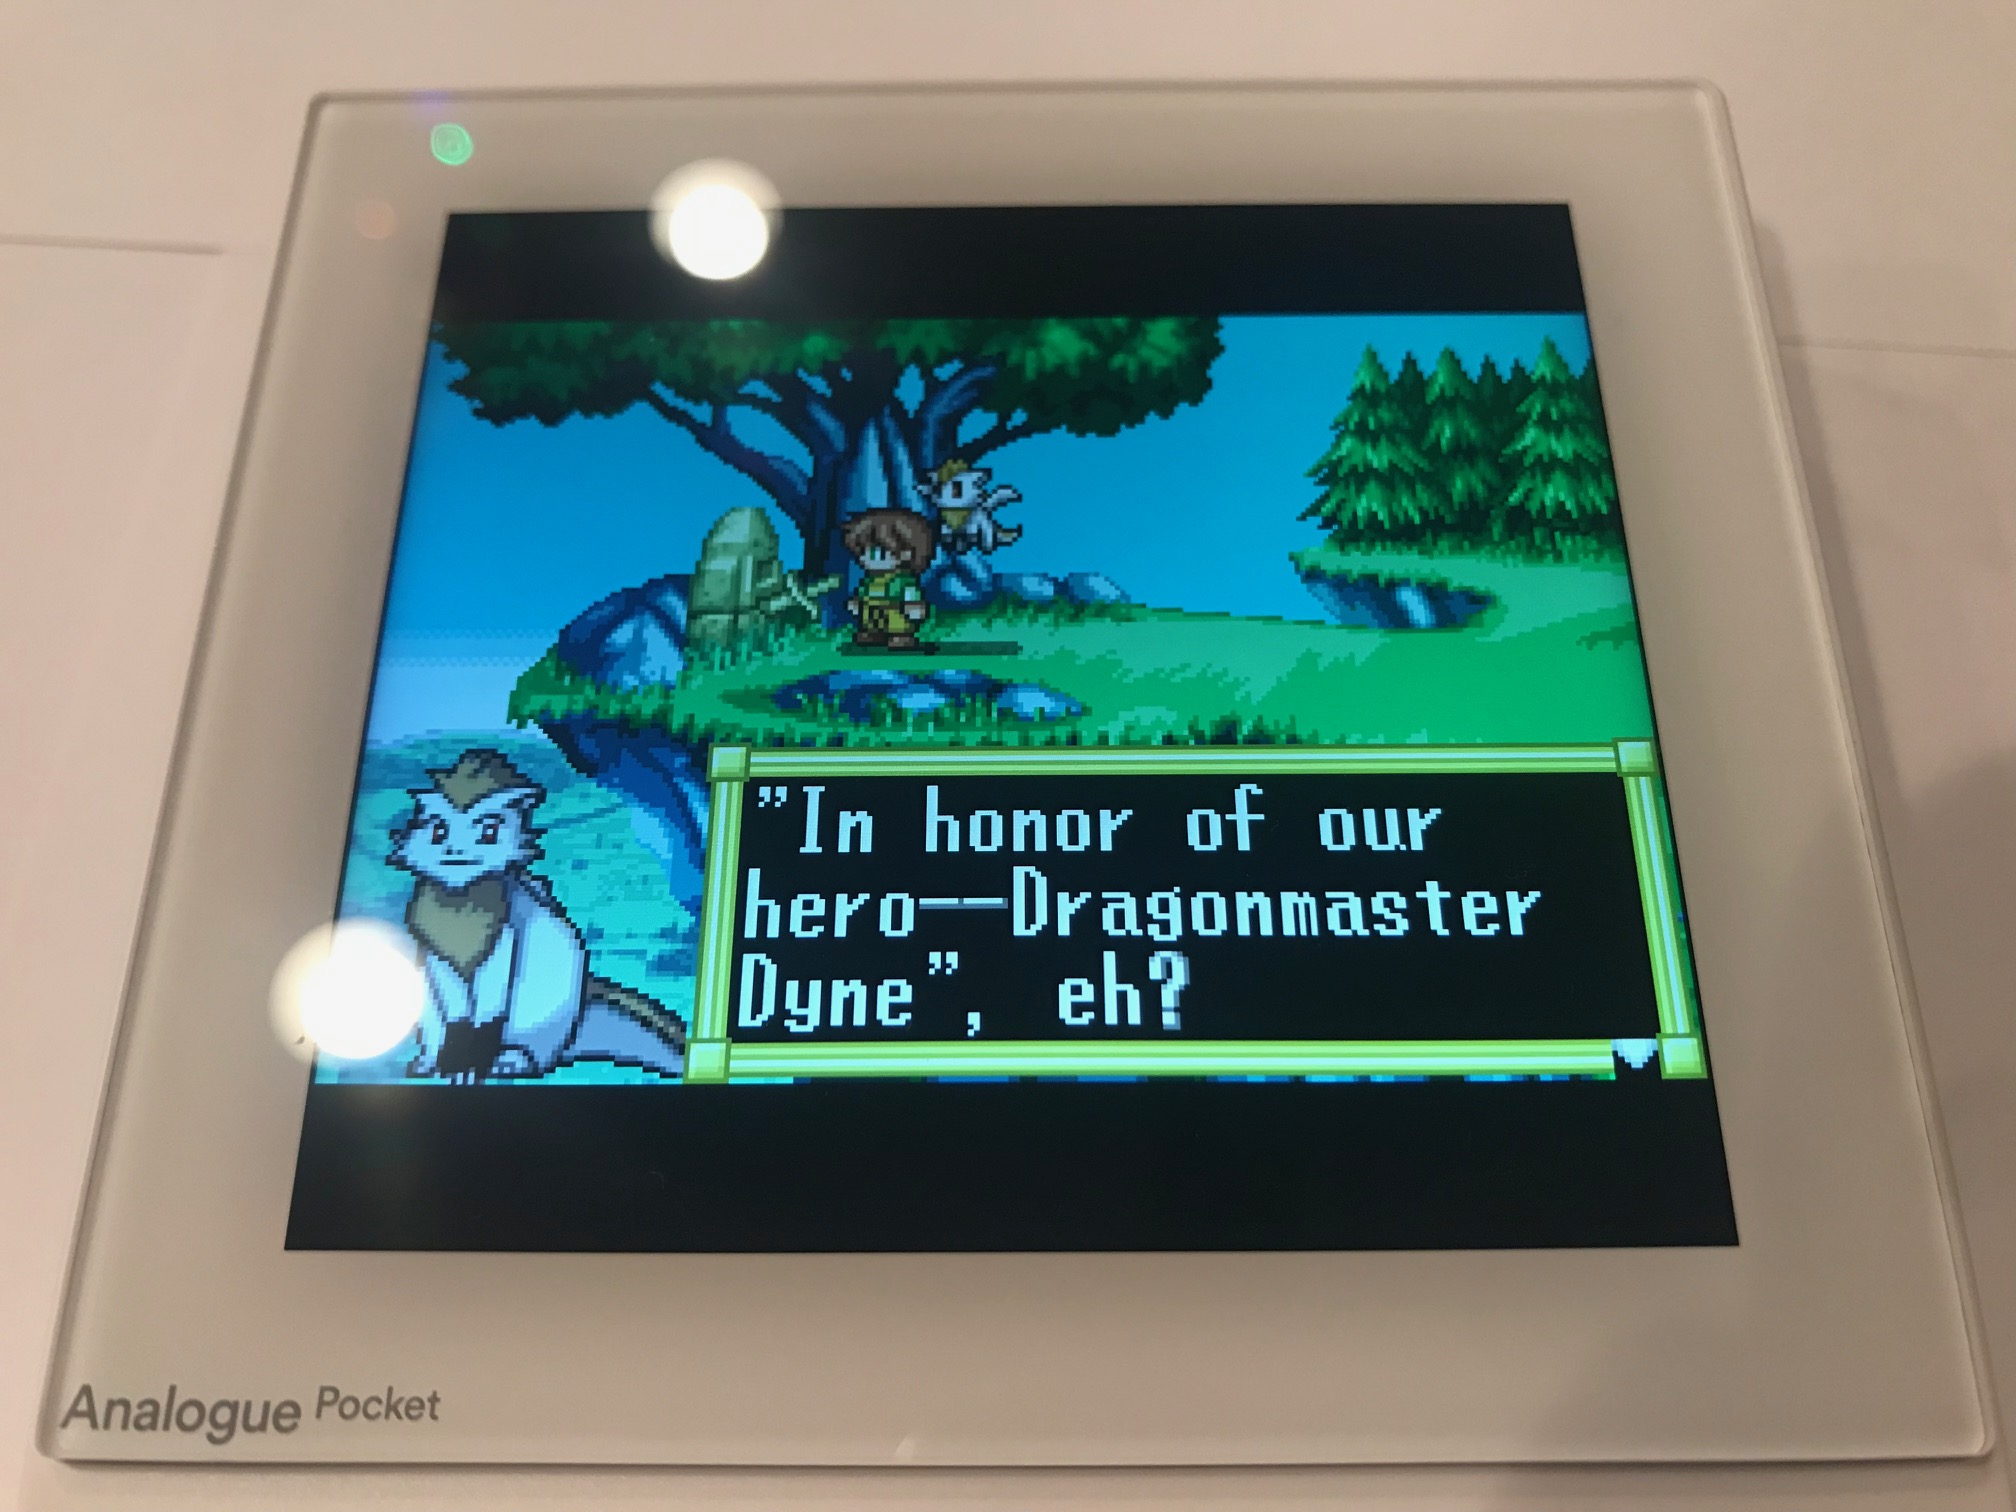 ”In honor of our
hero--Dragonmaster
Dyne”, eh?
Analogue Pocket